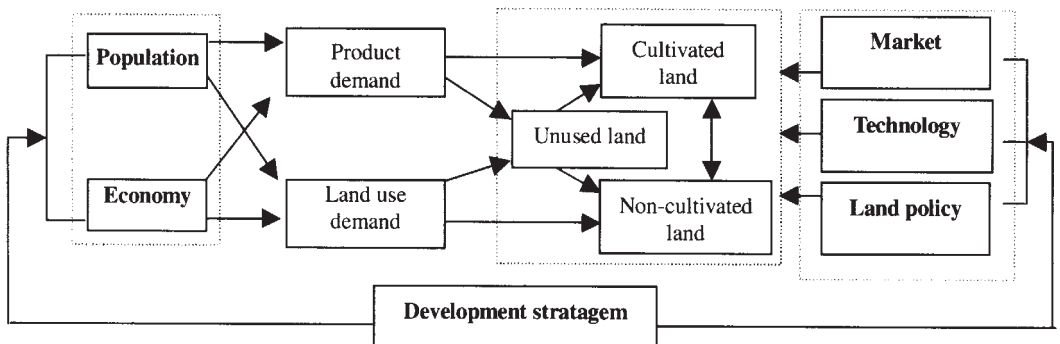 Population
Economy
Product
demand
Land use
demand
Unused land
Cultivated
land
Non-cultivated
land
Market
Technology
Land policy
Development stratagem